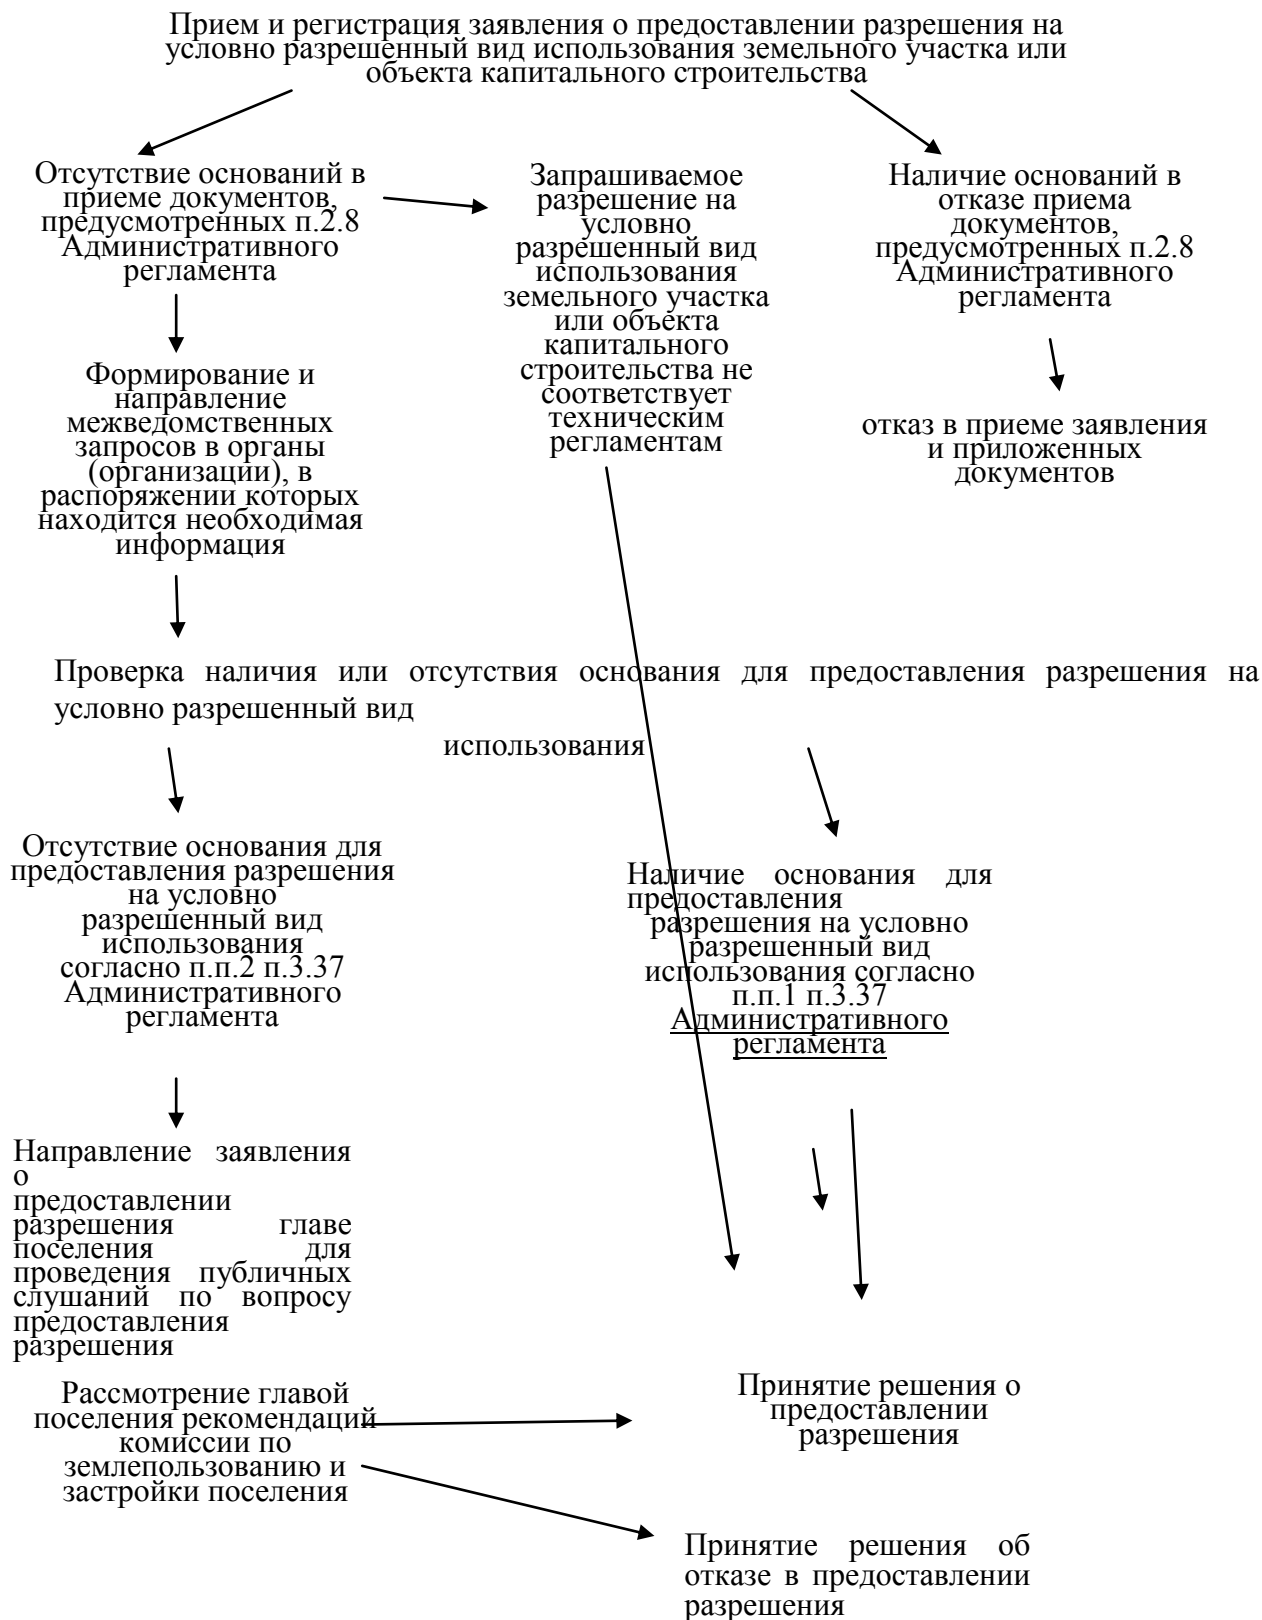 Прием и регистрация заявления о предоставлении разрешения на
условно разрешенный вид использования земельного участка или
объекта капитального строительства
Отсутствие оснований в
приеме документов,
предусмотренных п.2.8
Административного
регламента
Запрашиваемое
разрешение на
условно
разрешенный вид
использования
земельного участка
или объекта
капитального
строительства не
соответствует
техническим
регламентам
Наличие оснований в
отказе приема
документов,
предусмотренных п.2.8
Административного
регламента
Формирование и
направление
межведомственных
запросов в органы
(организации), в
распоряжении которых
находится необходимая
информация
отказ в приеме заявления
и приложенных
документов
Проверка наличия или отсутствия основания для предоставления разрешения на
условно разрешенный вид
использования
Отсутствие основания для
предоставления разрешения
на условно
разрешенный вид
использования
согласно п.п.2 п.3.37
Административного
регламента
Наличие основания для
предоставления
разрешения на условно
разрешенный вид
использования согласно
п.п.1 п.3.37
Административного
регламента
Направление заявления
о
предоставлении
разрешения главе
поселения для
проведения публичных
слушаний по вопросу
предоставления
разрешения
Рассмотрение главой
поселения рекомендаций
комиссии по
землепользованию и
застройки поселения
Принятие решения о
предоставлении
разрешения
Принятие решения об
отказе в предоставлении
разрешения